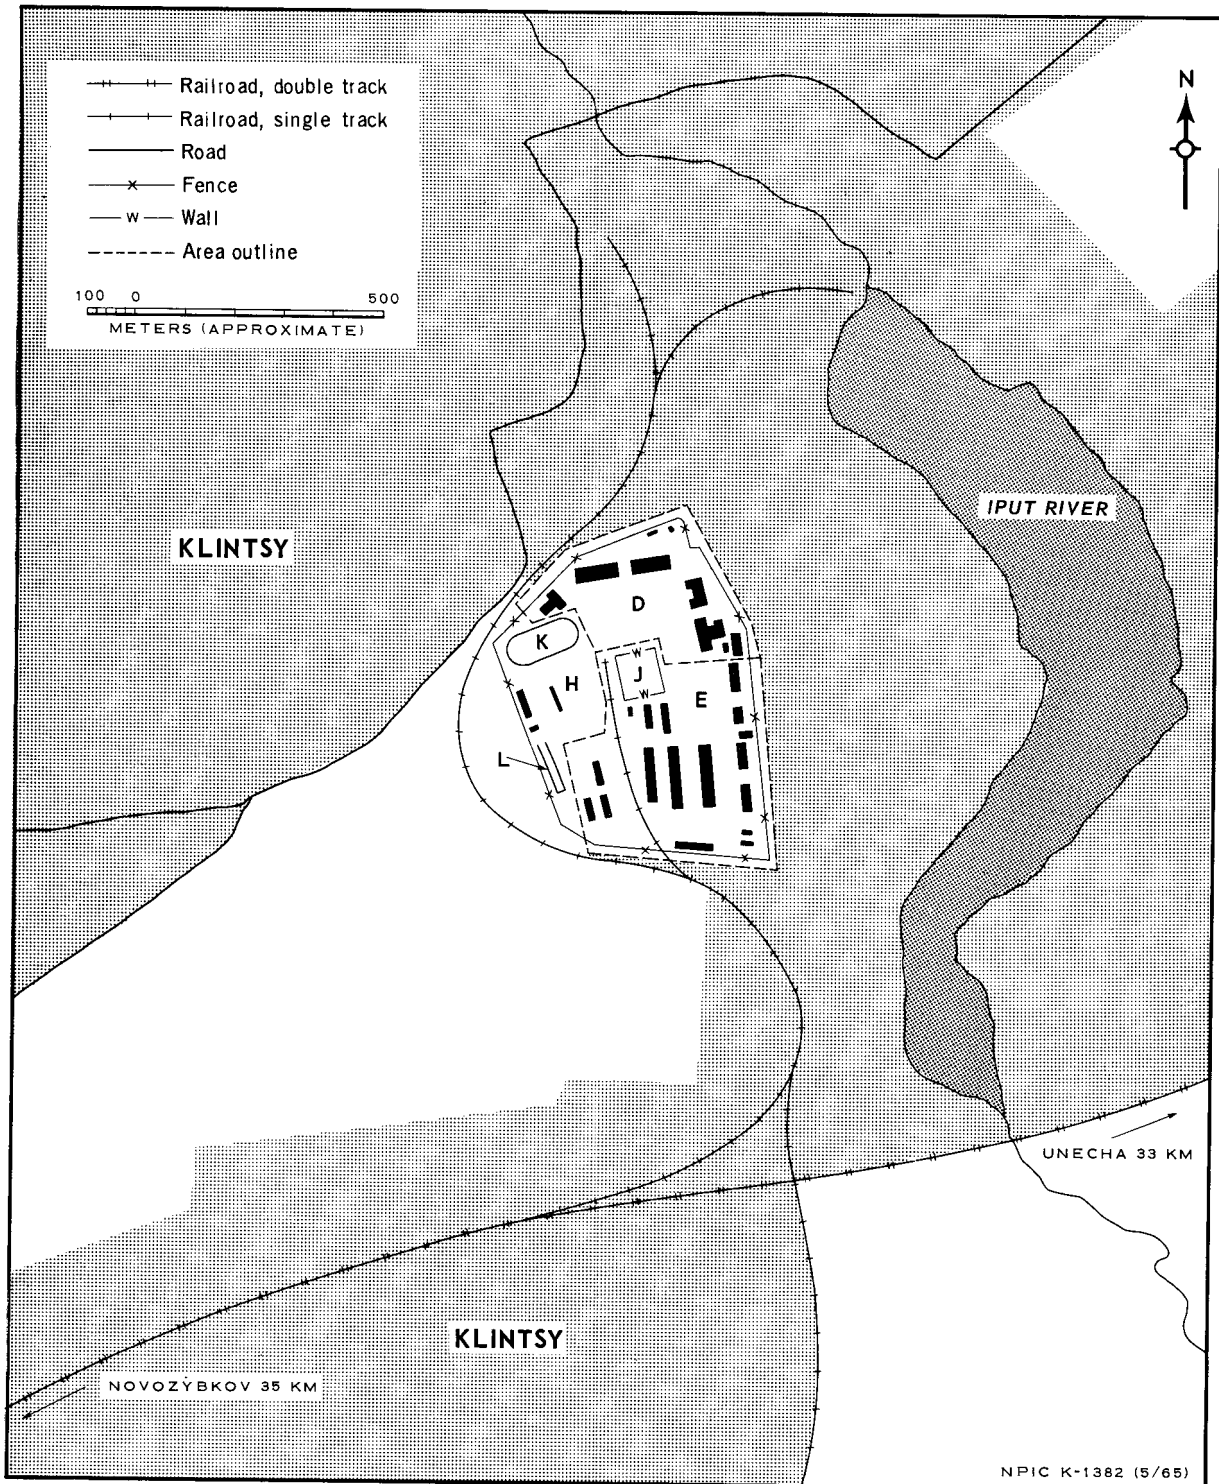 Railroad, double track
Railroad, single track
Road
x Fence
w Wall
Area outline
100 0 500
METERS (APPROXIMATE)
N
IPUT RIVER
KLINTSY
D
K
W
J
H
W
E
L
UNECHA 33 KM
KLINTSY
NOVOZYBKOV 35 KM
NPIC K-1382 (5/65)